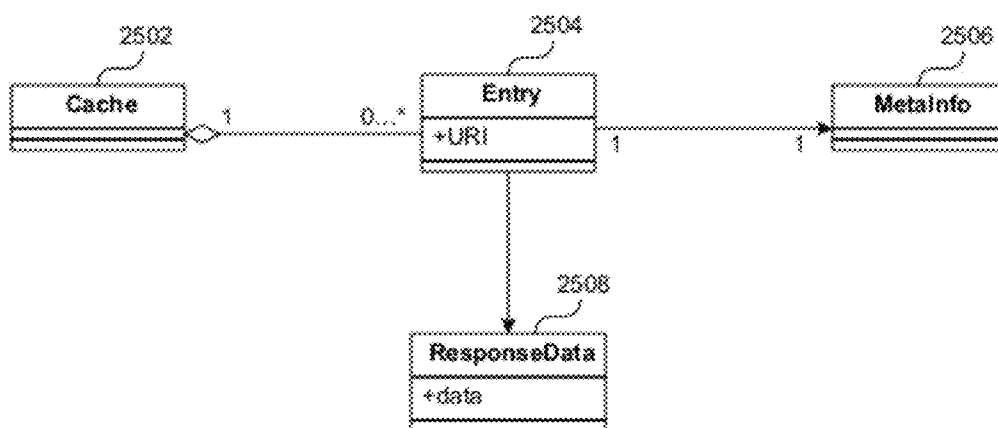 2502
2504
2506
Cache
Entry
MetaInfo
1
0...*
+URI
1
1
2508
ResponseData
+data